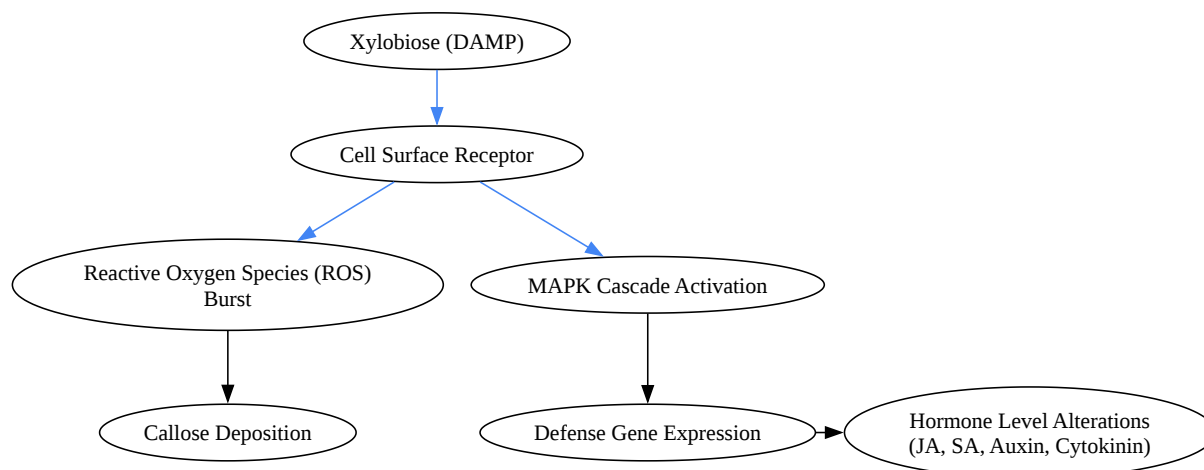 Xylobiose (DAMP)
Cell Surface Receptor
Reactive Oxygen Species (ROS)
Burst
MAPK Cascade Activation
Callose Deposition
Defense Gene Expression
Hormone Level Alterations
(JA, SA, Auxin, Cytokinin)